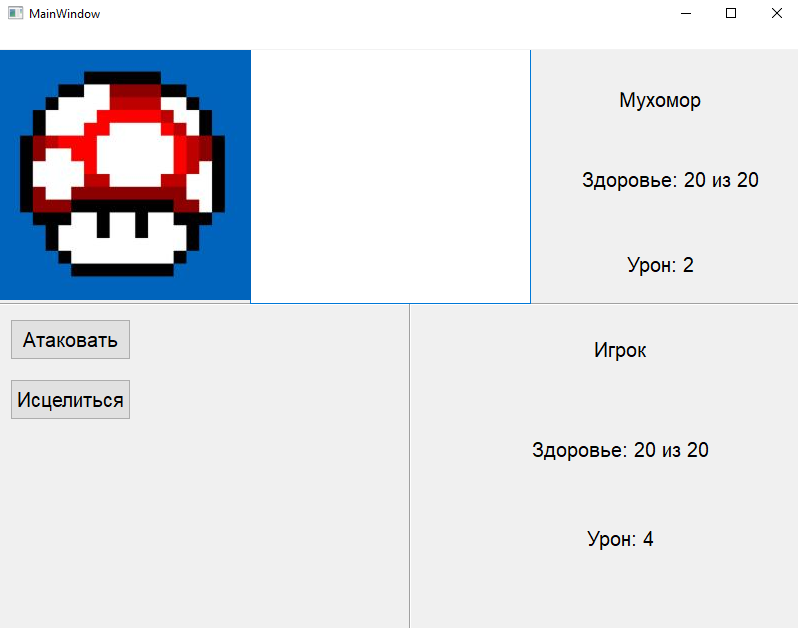 MainWindow
Мухомор
Здоровье: 20 из 20
Урон: 2
Атаковать
Исцелиться
Игрок
Здоровье: 20 из 20
Урон: 4